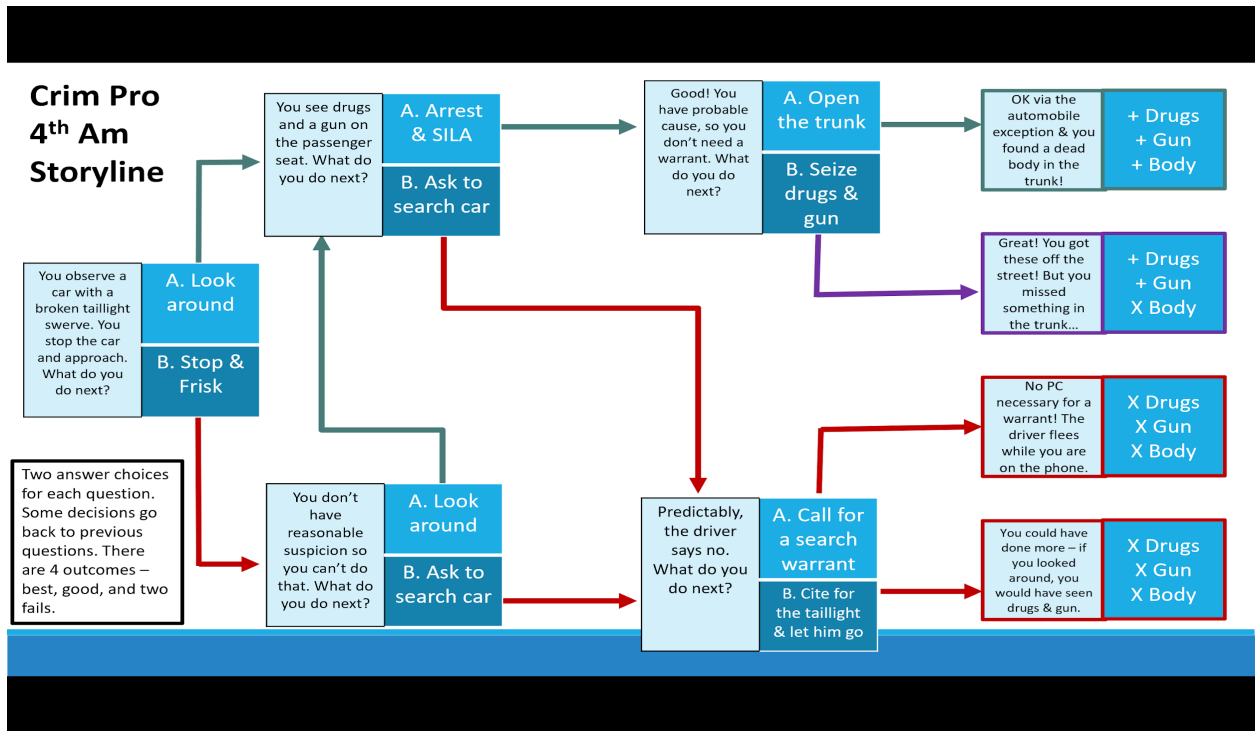 Crim Pro
4th Am
Storyline
You observe a
car with a
broken taillight
swerve. You
stop the car
and approach.
What do you
do next?
A. Look
around
B. Stop &
Frisk
Two answer choices
for each question.
Some decisions go
back to previous
questions. There
are 4 outcomes –
best, good, and two
fails.
You see drugs
and a gun on
the passenger
seat. What do
you do next?
A. Arrest
& SILA
B. Ask to
search car
You don't
have
reasonable
suspicion so
you can't do
that. What do
you do next?
A. Look
around
B. Ask to
search car
Good! You
have probable
cause, so you
don't need a
warrant. What
do you do
next?
A. Open
the trunk
B. Seize
drugs &
gun
Predictably,
the driver
says no.
What do you
do next?
A. Call for
a search
warrant
B. Cite for
the taillight
& let him go
OK via the
automobile
exception & you
found a dead
body in the
trunk!
+ Drugs
+ Gun
+ Body
Great! You got
these off the
street! But you
missed
something in
the trunk…
+ Drugs
+ Gun
X Body
No PC
necessary for a
warrant! The
driver flees
while you are
on the phone.
X Drugs
X Gun
X Body
You could have
done more – if
you looked
around, you
would have seen
drugs & gun.
X Drugs
X Gun
X Body